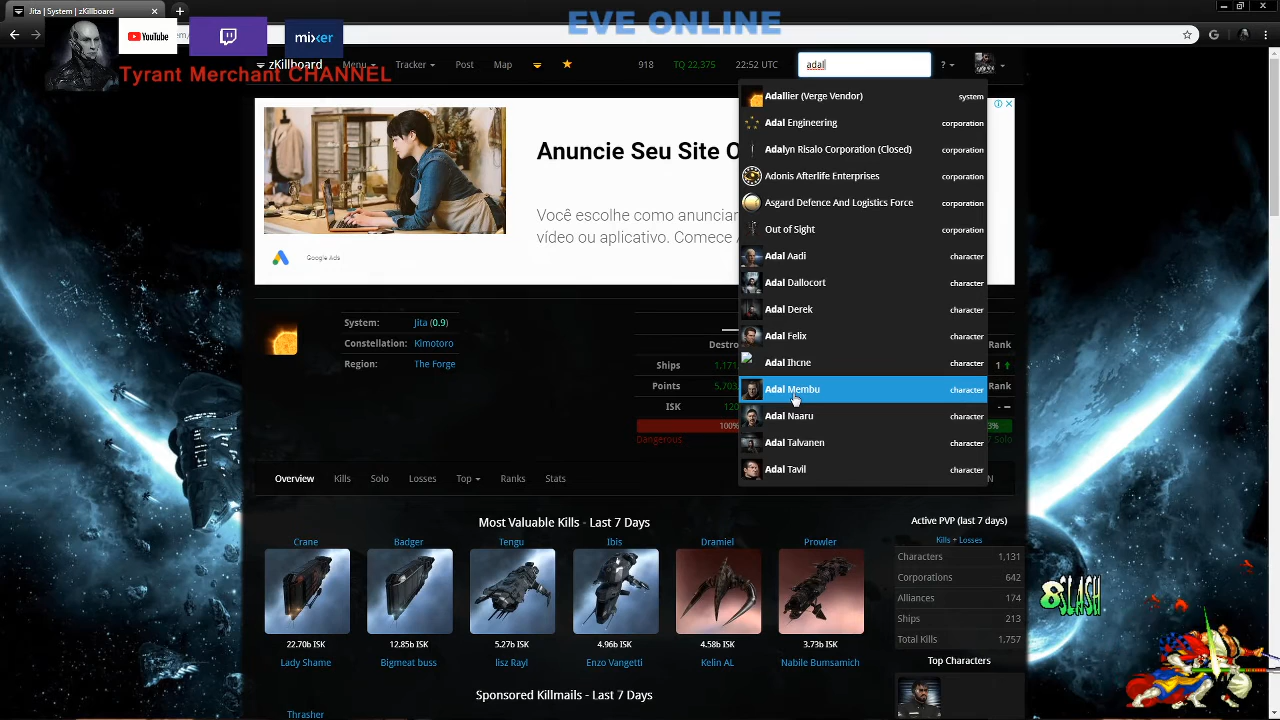 Jita | System | zKillboard
EVE ONLINE
YouTube
mixer
Tyrant Merchant CHANNEL
zKillboard
Menu
Tracker
Post
Map
918
TQ 22,375
22:52 UTC
adal
?
Adallier (Verge Vendor) system
Adal Engineering corporation
Adalyn Risalo Corporation (Closed) corporation
Adonis Afterlife Enterprises corporation
Asgard Defence And Logistics Force corporation
Out of Sight corporation
Adal Aadi character
Adal Dallocort character
Adal Derek character
Adal Felix character
Adal Ihcne character
Adal Membu character
Adal Naaru character
Adal Talvanen character
Adal Tavil character
Anuncie Seu Site
Você escolhe como anunciar
vídeo ou aplicativo. Comece
Google Ads
System: Jita (0.9)
Constellation: Kimotoro
Region: The Forge
Rank
Ships 1,171, 1
Points 5,703, Rank
ISK 120 -
100%
Dangerous Solo
Overview Kills Solo Losses Top Ranks Stats
Most Valuable Kills - Last 7 Days
Crane Badger Tengu Ibis Dramiel Prowler
22.70b ISK 12.85b ISK 5.27b ISK 4.96b ISK 4.58b ISK 3.73b ISK
Lady Shame Bigmeat buss lisz Rayl Enzo Vangetti Kelin AL Nabile Bumsamich
Sponsored Killmails - Last 7 Days
Thrasher
Active PVP (last 7 days)
Kills + Losses
Characters 1,131
Corporations 642
Alliances 174
Ships 213
Total Kills 1,757
Top Characters
8SLASH